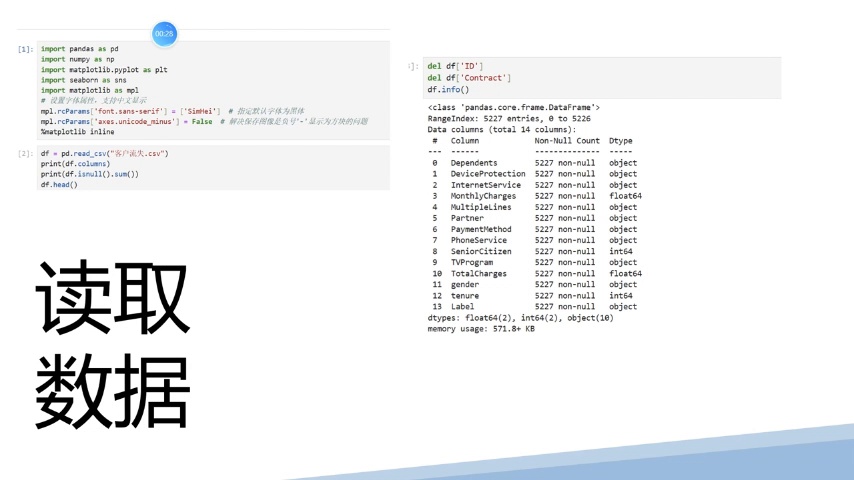 00:28
[1]: import pandas as pd
import numpy as np
import matplotlib.pyplot as plt
import seaborn as sns
import matplotlib as mpl
# 设置字体属性，支持中文显示
mpl.rcParams['font.sans-serif'] = ['SimHei']  # 指定默认字体为黑体
mpl.rcParams['axes.unicode_minus'] = False  # 解决保存图像是负号'-'显示为方块的问题
%matplotlib inline
[2]: df = pd.read_csv("客户流失.csv")
print(df.columns)
print(df.isnull().sum())
df.head()
读取
数据
]: del df['ID']
del df['Contract']
df.info()
<class 'pandas.core.frame.DataFrame'>
RangeIndex: 5227 entries, 0 to 5226
Data columns (total 14 columns):
#   Column   Non-Null Count  Dtype
---  ------   --------------  -----
0   Dependents   5227 non-null   object
1   DeviceProtection   5227 non-null   object
2   InternetService   5227 non-null   object
3   MonthlyCharges   5227 non-null   float64
4   MultipleLines   5227 non-null   object
5   Partner   5227 non-null   object
6   PaymentMethod   5227 non-null   object
7   PhoneService   5227 non-null   object
8   SeniorCitizen   5227 non-null   int64
9   TVProgram   5227 non-null   object
10  TotalCharges   5227 non-null   float64
11  gender   5227 non-null   object
12  tenure   5227 non-null   int64
13  Label   5227 non-null   object
dtypes: float64(2), int64(2), object(10)
memory usage: 571.8+ KB